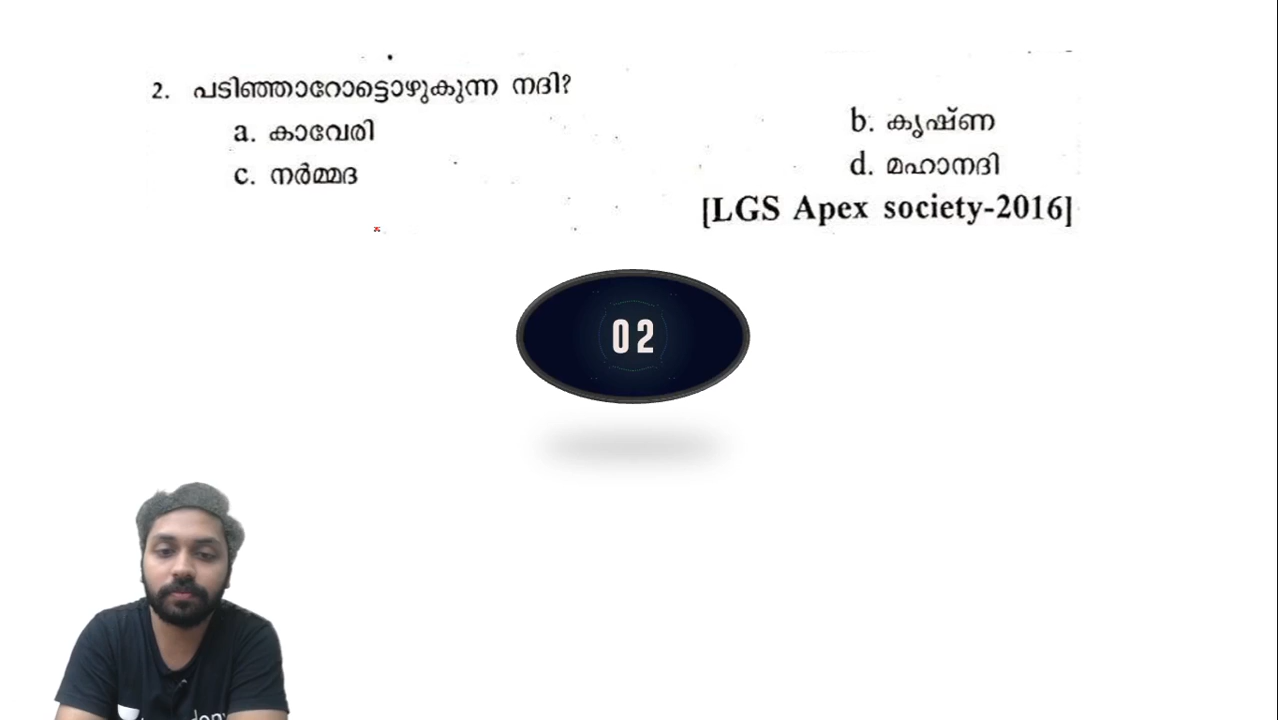 2. പടിഞ്ഞാറോട്ടൊഴുകുന്ന നദി?
a. കാവേരി
b. കൃഷ്ണ
c. നർമ്മദ
d. മഹാനദി
[LGS Apex society-2016]
02